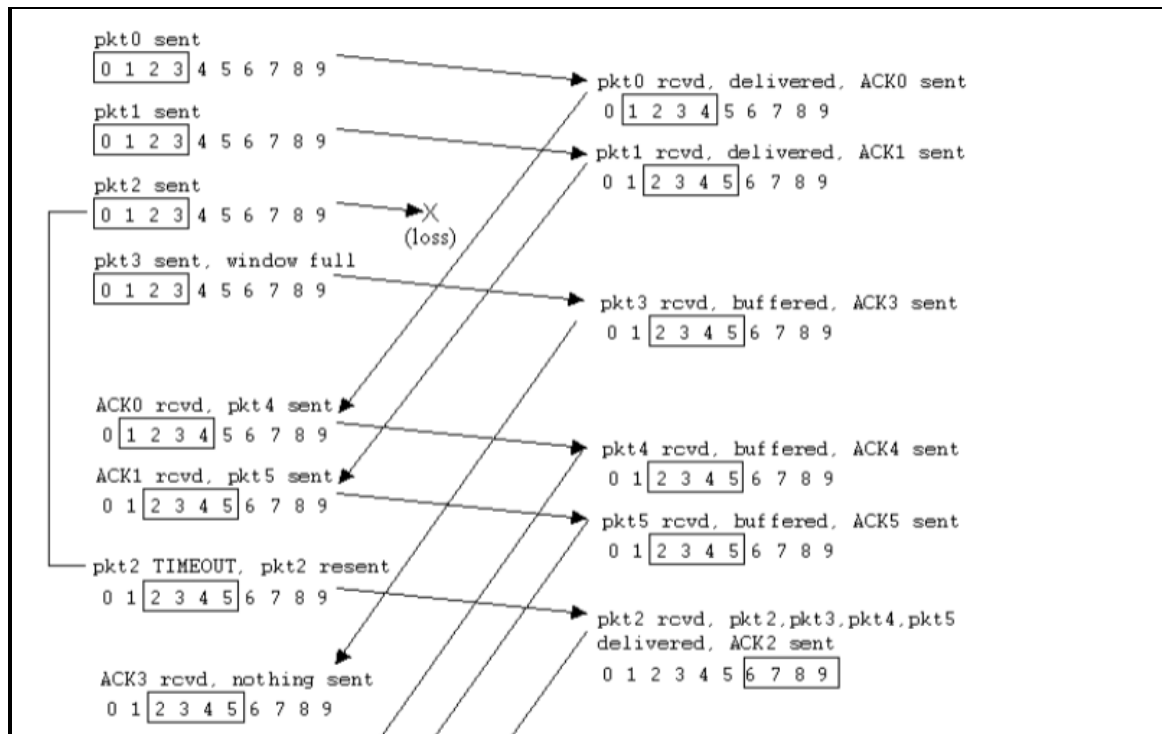 pkt0 sent
0 1 2 3 4 5 6 7 8 9
pkt1 sent
0 1 2 3 4 5 6 7 8 9
pkt2 sent
0 1 2 3 4 5 6 7 8 9
pkt3 sent, window full
0 1 2 3 4 5 6 7 8 9
ACK0 rcvd, pkt4 sent
0 1 2 3 4 5 6 7 8 9
ACK1 rcvd, pkt5 sent
0 1 2 3 4 5 6 7 8 9
pkt2 TIMEOUT, pkt2 resent
0 1 2 3 4 5 6 7 8 9
ACK3 rcvd, nothing sent
0 1 2 3 4 5 6 7 8 9
X
(loss)
pkt0 rcvd, delivered, ACK0 sent
0 1 2 3 4 5 6 7 8 9
pkt1 rcvd, delivered, ACK1 sent
0 1 2 3 4 5 6 7 8 9
pkt3 rcvd, buffered, ACK3 sent
0 1 2 3 4 5 6 7 8 9
pkt4 rcvd, buffered, ACK4 sent
0 1 2 3 4 5 6 7 8 9
pkt5 rcvd, buffered, ACK5 sent
0 1 2 3 4 5 6 7 8 9
pkt2 rcvd, pkt2,pkt3,pkt4,pkt5
delivered, ACK2 sent
0 1 2 3 4 5 6 7 8 9